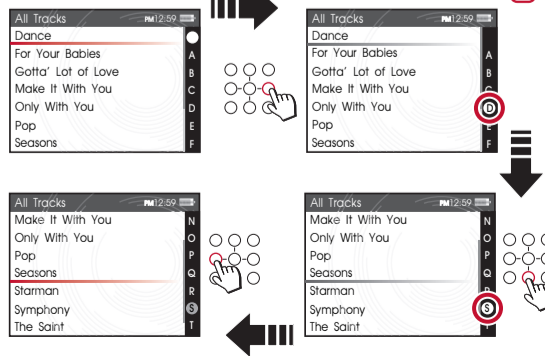 All Tracks PM12:59
Dance
For Your Babies
Gotta' Lot of Love
Make It With You
Only With You
Pop
Seasons
A
B
C
D
E
F
All Tracks PM12:59
Dance
For Your Babies
Gotta' Lot of Love
Make It With You
Only With You
Pop
Seasons
A
B
C
D
E
F
All Tracks PM12:59
Make It With You
Only With You
Pop
Seasons
Starman
Symphony
The Saint
N
O
P
Q
R
S
T
All Tracks PM12:59
Make It With You
Only With You
Pop
Seasons
Starman
Symphony
The Saint
N
O
P
Q
R
S
T